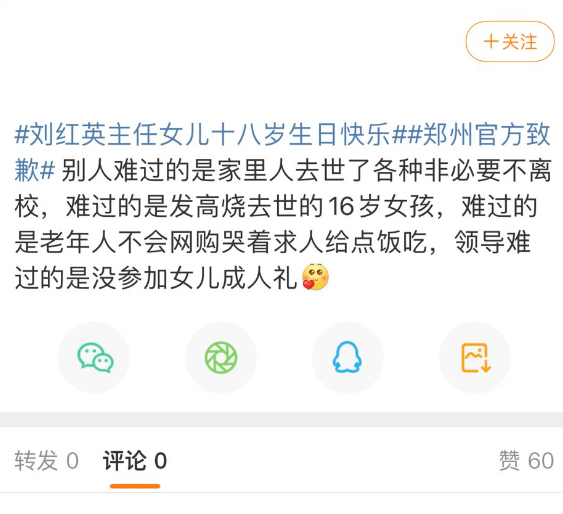 +关注
#刘红英主任女儿十八岁生日快乐##郑州官方致
歉# 别人难过的是家里人去世了各种非必要不离
校，难过的是发高烧去世的16岁女孩，难过的
是老年人不会网购哭着求人给点饭吃，领导难
过的是没参加女儿成人礼
转发 0 评论 0 赞 60